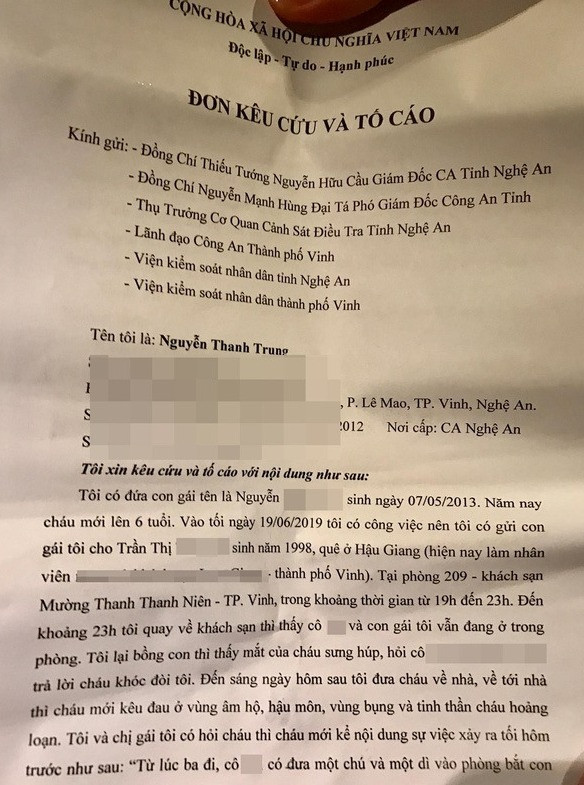 CỘNG HÒA XÃ HỘI CHỦ NGHĨA VIỆT NAM
Độc lập - Tự do - Hạnh phúc
ĐƠN KÊU CỨU VÀ TỐ CÁO
Kính gửi: - Đồng Chí Thiếu Tướng Nguyễn Hữu Cầu Giám Đốc CA Tỉnh Nghệ An
- Đồng Chí Nguyễn Mạnh Hùng Đại Tá Phó Giám Đốc Công An Tỉnh
- Thụ Trưởng Cơ Quan Cảnh Sát Điều Tra Tỉnh Nghệ An
- Lãnh đạo Công An Thành phố Vinh
- Viện kiểm soát nhân dân tỉnh Nghệ An
- Viện kiểm soát nhân dân thành phố Vinh
Tên tôi là: Nguyễn Thanh Trung
, P. Lê Mao, TP. Vinh, Nghệ An.
2012 Nơi cấp: CA Nghệ An
Tôi xin kêu cứu và tố cáo với nội dung như sau:
Tôi có đứa con gái tên là Nguyễn sinh ngày 07/05/2013. Năm nay
cháu mới lên 6 tuổi. Vào tối ngày 19/06/2019 tôi có công việc nên tôi có gửi con
gái tôi cho Trần Thị sinh năm 1998, quê ở Hậu Giang (hiện nay làm nhân
viên - thành phố Vinh). Tại phòng 209 - khách sạn
Mường Thanh Thanh Niên - TP. Vinh, trong khoảng thời gian từ 19h đến 23h. Đến
khoảng 23h tôi quay về khách sạn thì thấy cô và con gái tôi vẫn đang ở trong
phòng. Tôi lại bồng con thì thấy mắt của cháu sưng húp, hỏi cô
trả lời cháu khóc đòi tôi. Đến sáng ngày hôm sau tôi đưa cháu về nhà, về tới nhà
thì cháu mới kêu đau ở vùng âm hộ, hậu môn, vùng bụng và tinh thần cháu hoảng
loạn. Tôi và chị gái tôi có hỏi cháu thì cháu mới kể nội dung sự việc xảy ra tối hôm
trước như sau: "Từ lúc ba đi, cô có đưa một chú và một dì vào phòng bắt con